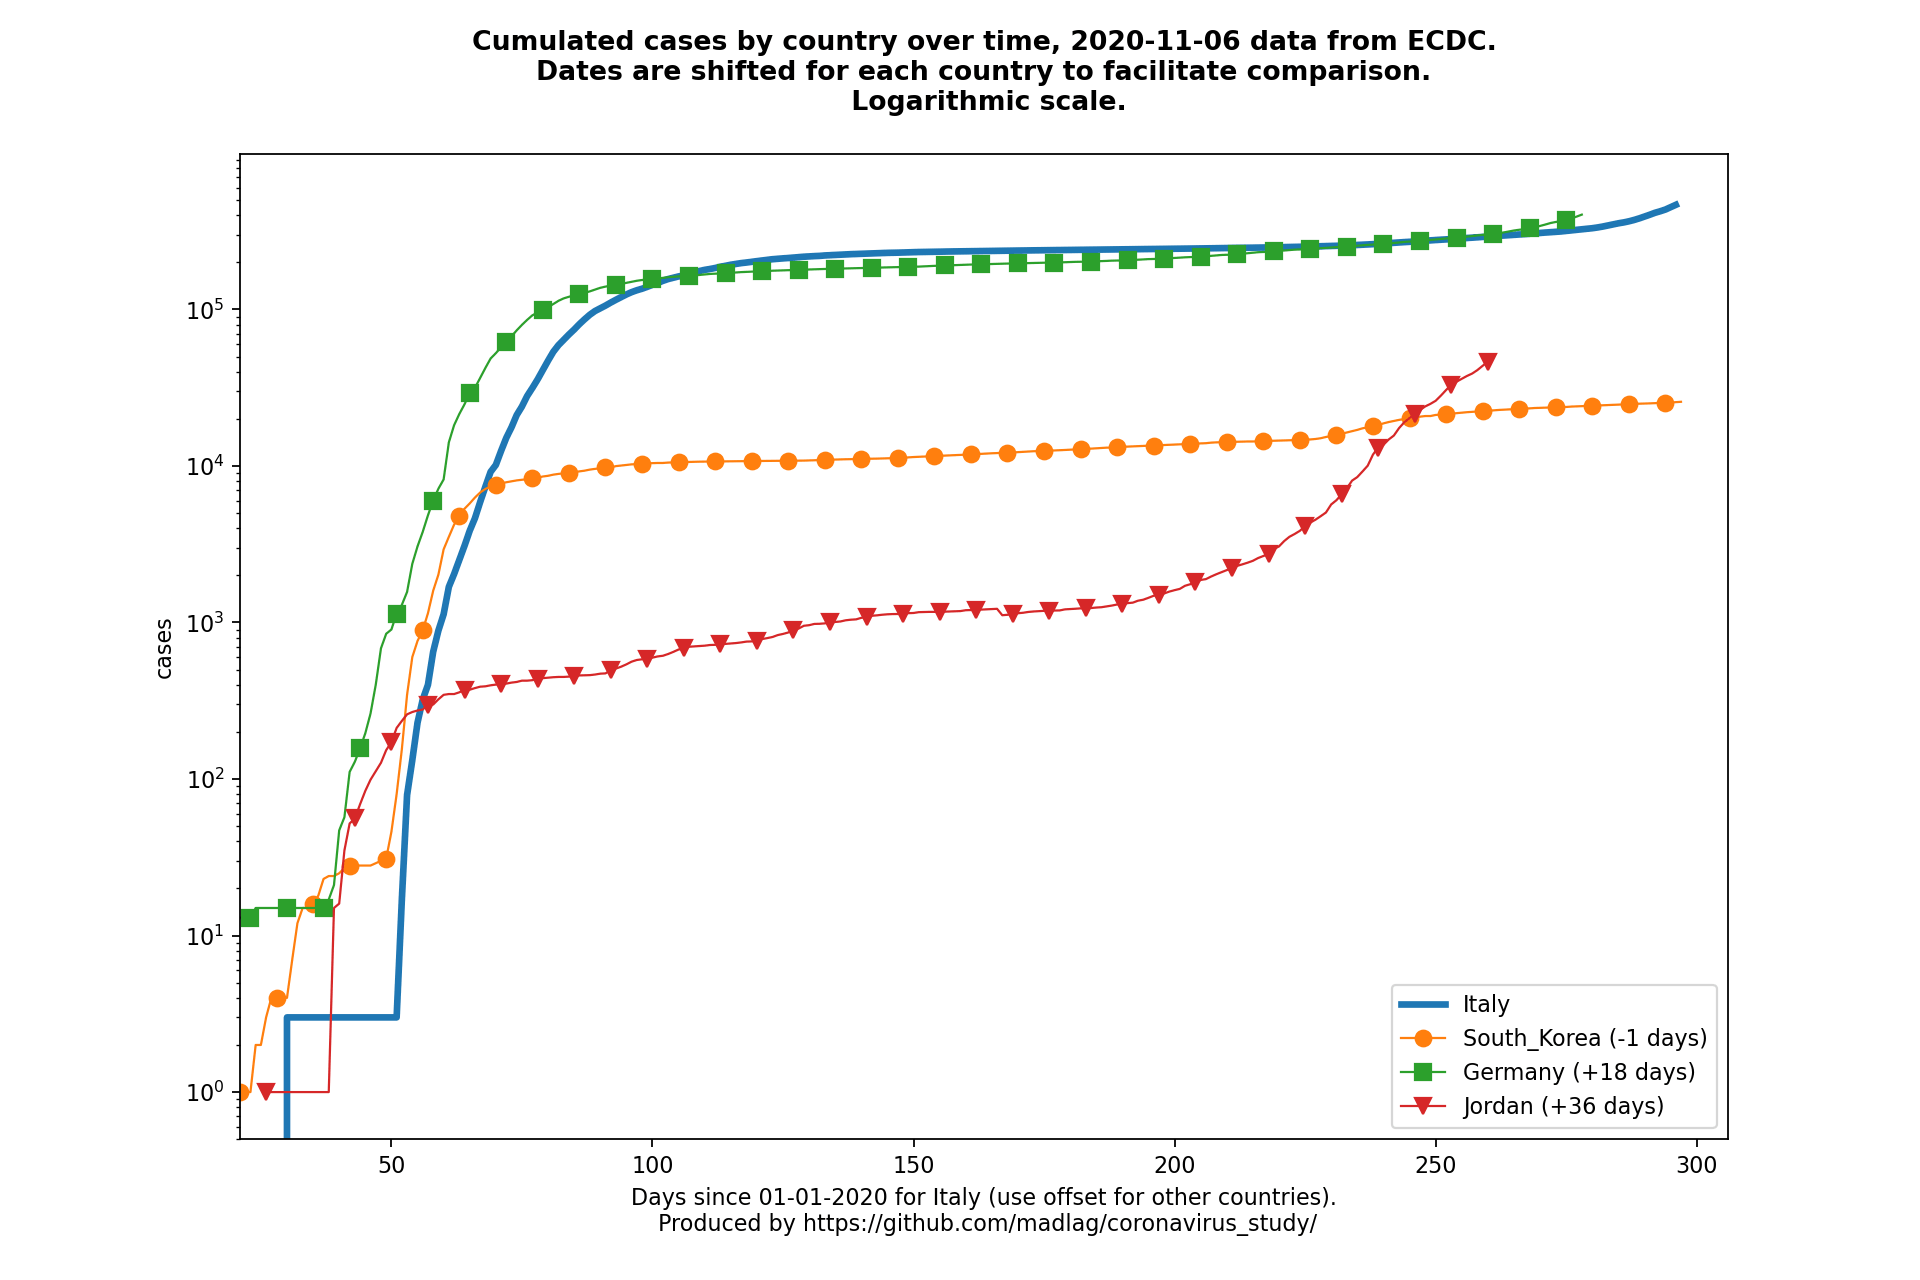 Cumulated cases by country over time, 2020-11-06 data from ECDC.
Dates are shifted for each country to facilitate comparison.
Logarithmic scale.
cases
10^5
10^4
10^3
10^2
10^1
10^0
50 100 150 200 250 300
Italy
South_Korea (-1 days)
Germany (+18 days)
Jordan (+36 days)
Days since 01-01-2020 for Italy (use offset for other countries).
Produced by https://github.com/madlag/coronavirus_study/